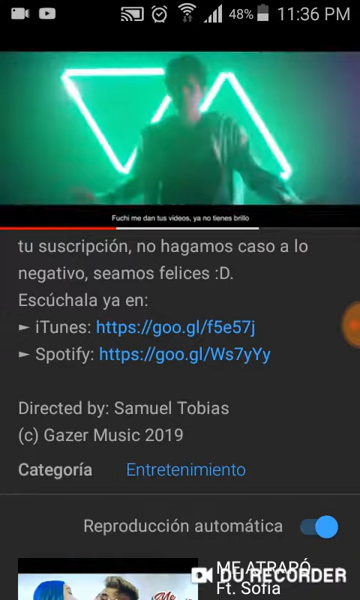 48% 11:36 PM
Fuchi me dan tus videos, ya no tienes brillo
tu suscripción, no hagamos caso a lo
negativo, seamos felices :D.
Escúchala ya en:
► iTunes: https://goo.gl/f5e57j
► Spotify: https://goo.gl/Ws7yYy
Directed by: Samuel Tobias
(c) Gazer Music 2019
Categoría Entretenimiento
Reproducción automática
ME ATRAPÓ
DU RECORDER
Ft. Sofia
Me